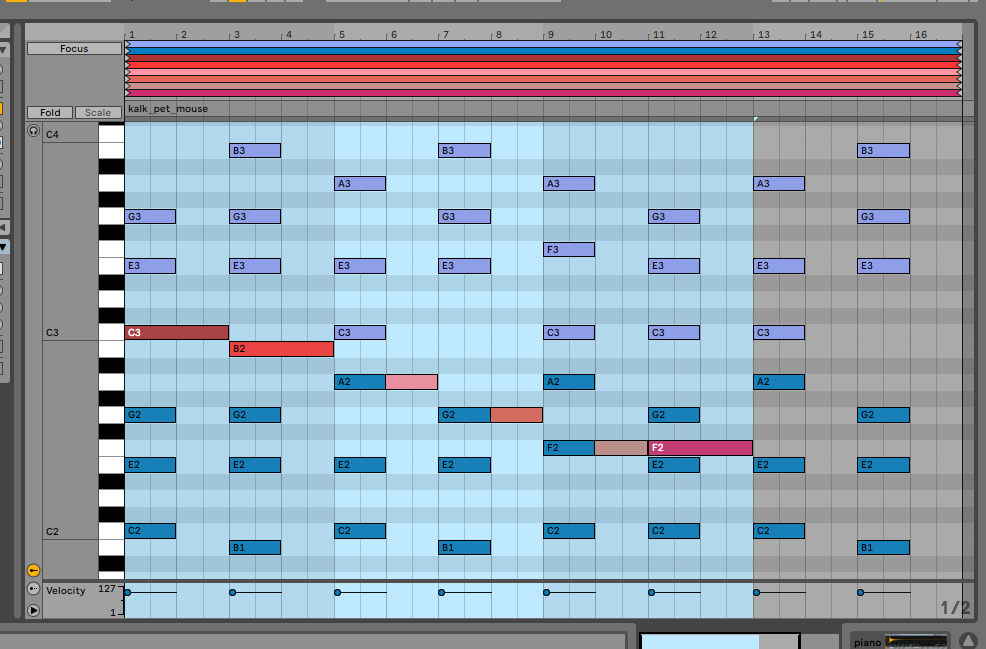 1 2 3 4 5 6 7 8 9 10 11 12 13 14 15 16
Focus
Fold Scale kalk_pet_mouse
C4
B3 B3 B3
A3 A3 A3
G3 G3 G3 G3 G3
F3
E3 E3 E3 E3 E3 E3 E3
C3 C3 C3 C3 C3 C3
B2
A2 A2 A2
G2 G2 G2 G2 G2
F2 F2
E2 E2 E2 E2 E2 E2 E2 E2
C2 C2 C2 C2 C2 C2
B1 B1 B1
Velocity 127
1
1/2
piano